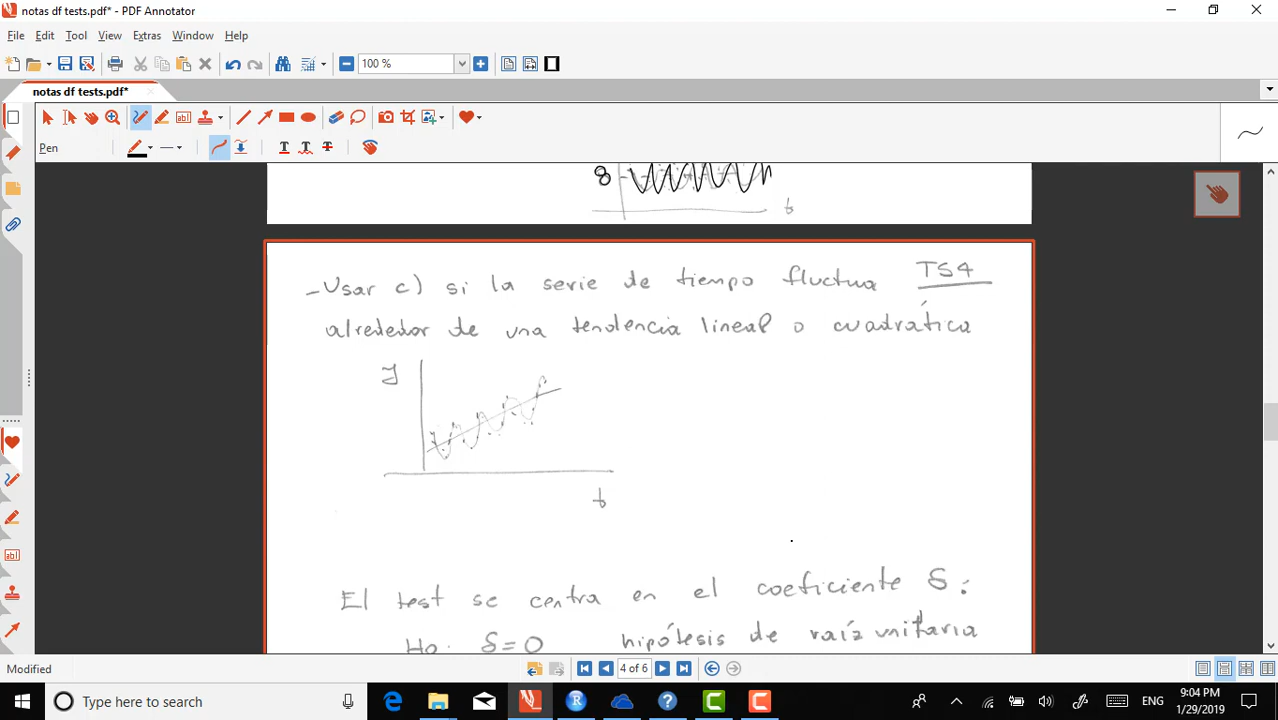 notas df tests.pdf* - PDF Annotator
File Edit Tool View Extras Window Help
100 %
notas df tests.pdf*
Pen
8
t
-Usar c) si la serie de tiempo fluctua TS4
alrededor de una tendencia lineal o cuadrática
y
t
El test se centra en el coeficiente δ:
Ho: δ=0 hipótesis de raíz unitaria
Modified
4 of 6
Type here to search
ENG
9:04 PM
1/29/2019